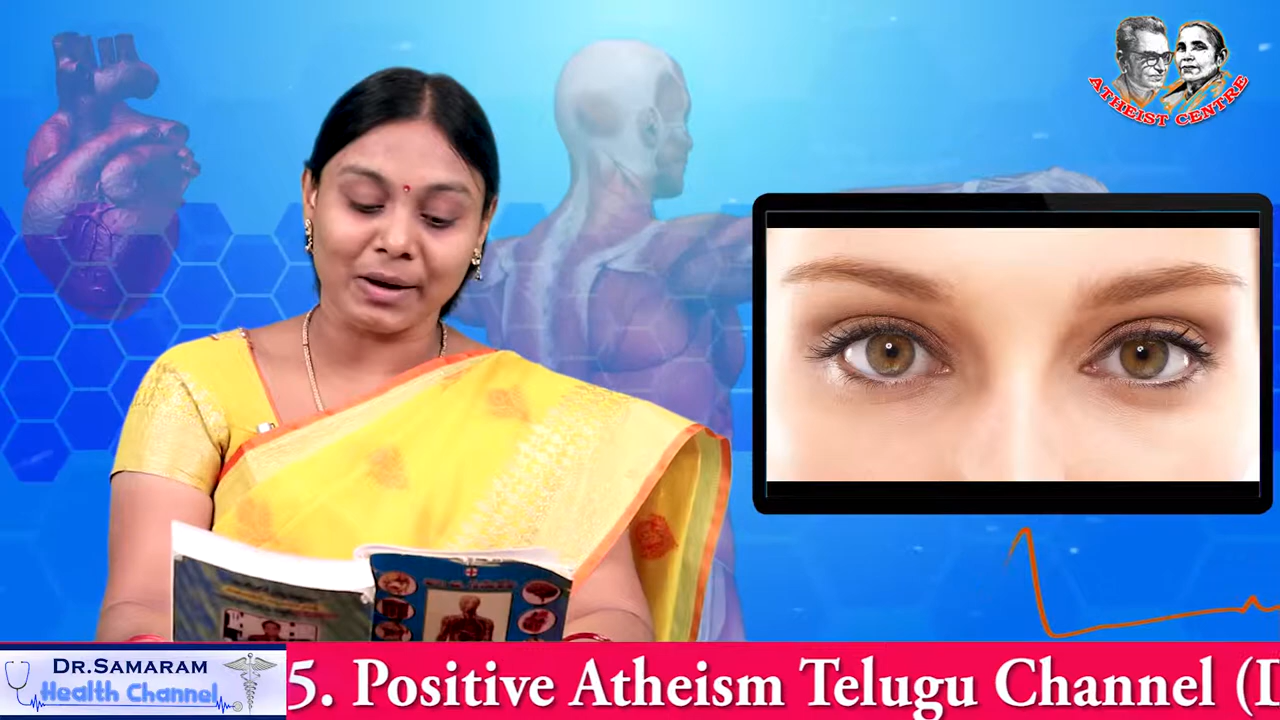 ATHEIST CENTRE
DR.SAMARAM
Health Channel
5. Positive Atheism Telugu Channel (D